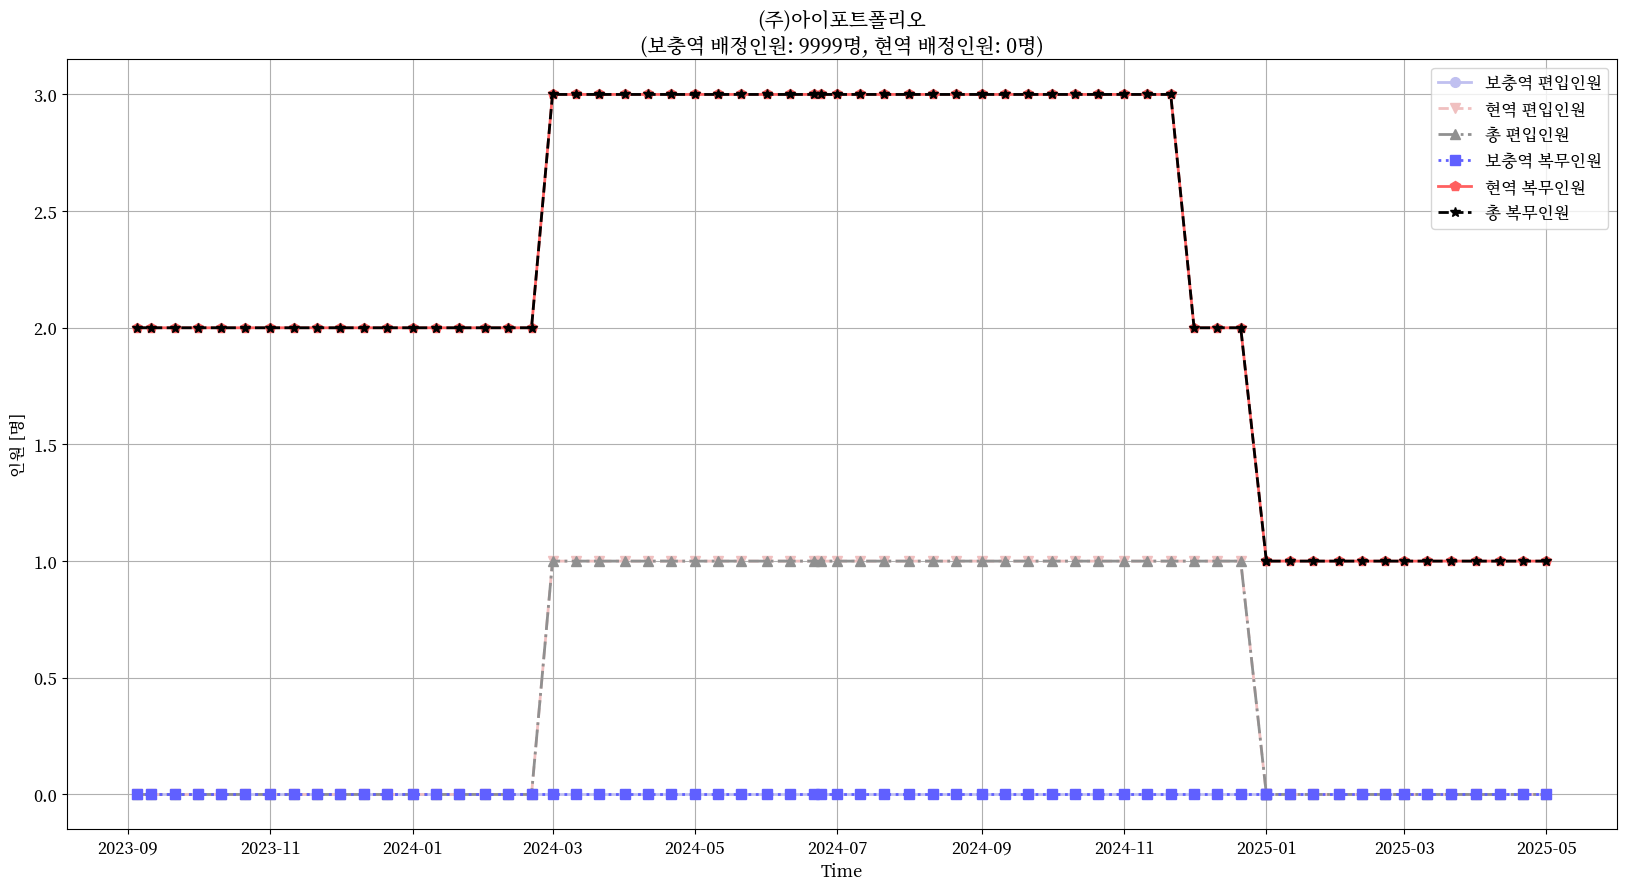 (주)아이포트폴리오
(보충역 배정인원: 9999명, 현역 배정인원: 0명)
보충역 편입인원
현역 편입인원
총 편입인원
보충역 복무인원
현역 복무인원
총 복무인원
인원 [명]
3.0
2.5
2.0
1.5
1.0
0.5
0.0
2023-09 2023-11 2024-01 2024-03 2024-05 2024-07 2024-09 2024-11 2025-01 2025-03 2025-05
Time